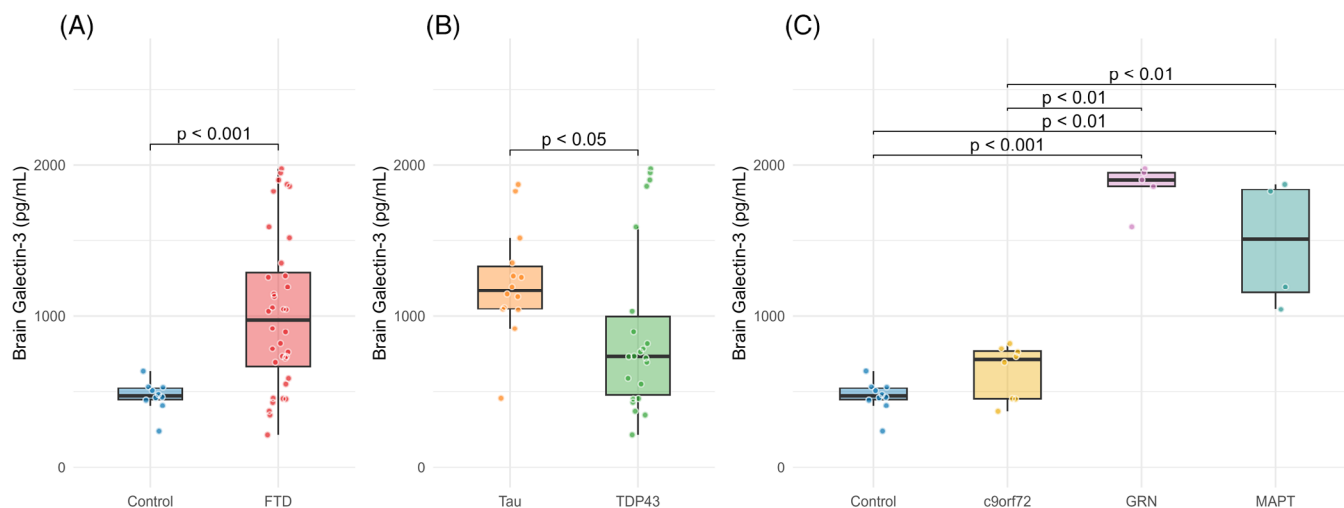 (A)
p < 0.001
Brain Galectin-3 (pg/mL)
2000
1000
0
Control
FTD
(B)
p < 0.05
Brain Galectin-3 (pg/mL)
2000
1000
0
Tau
TDP43
(C)
p < 0.01
p < 0.01
p < 0.01
p < 0.001
Brain Galectin-3 (pg/mL)
2000
1000
0
Control
c9orf72
GRN
MAPT